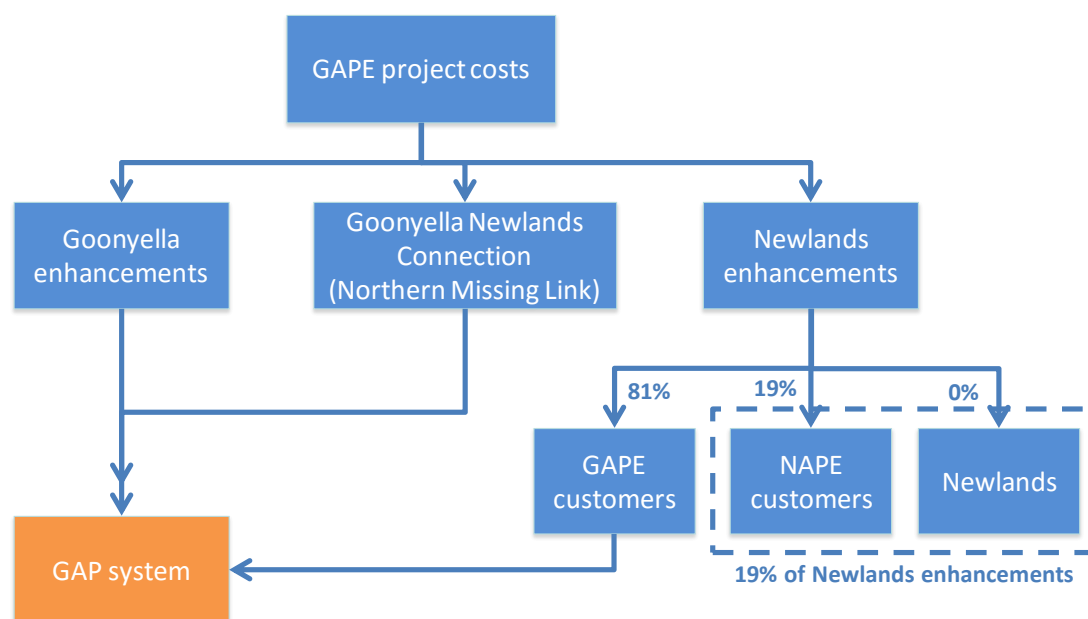 GAPE project costs
Goonyella
enhancements
Goonyella Newlands
Connection
(Northern Missing Link)
Newlands
enhancements
81%
19%
0%
GAPE
customers
NAPE
customers
Newlands
GAP system
19% of Newlands enhancements